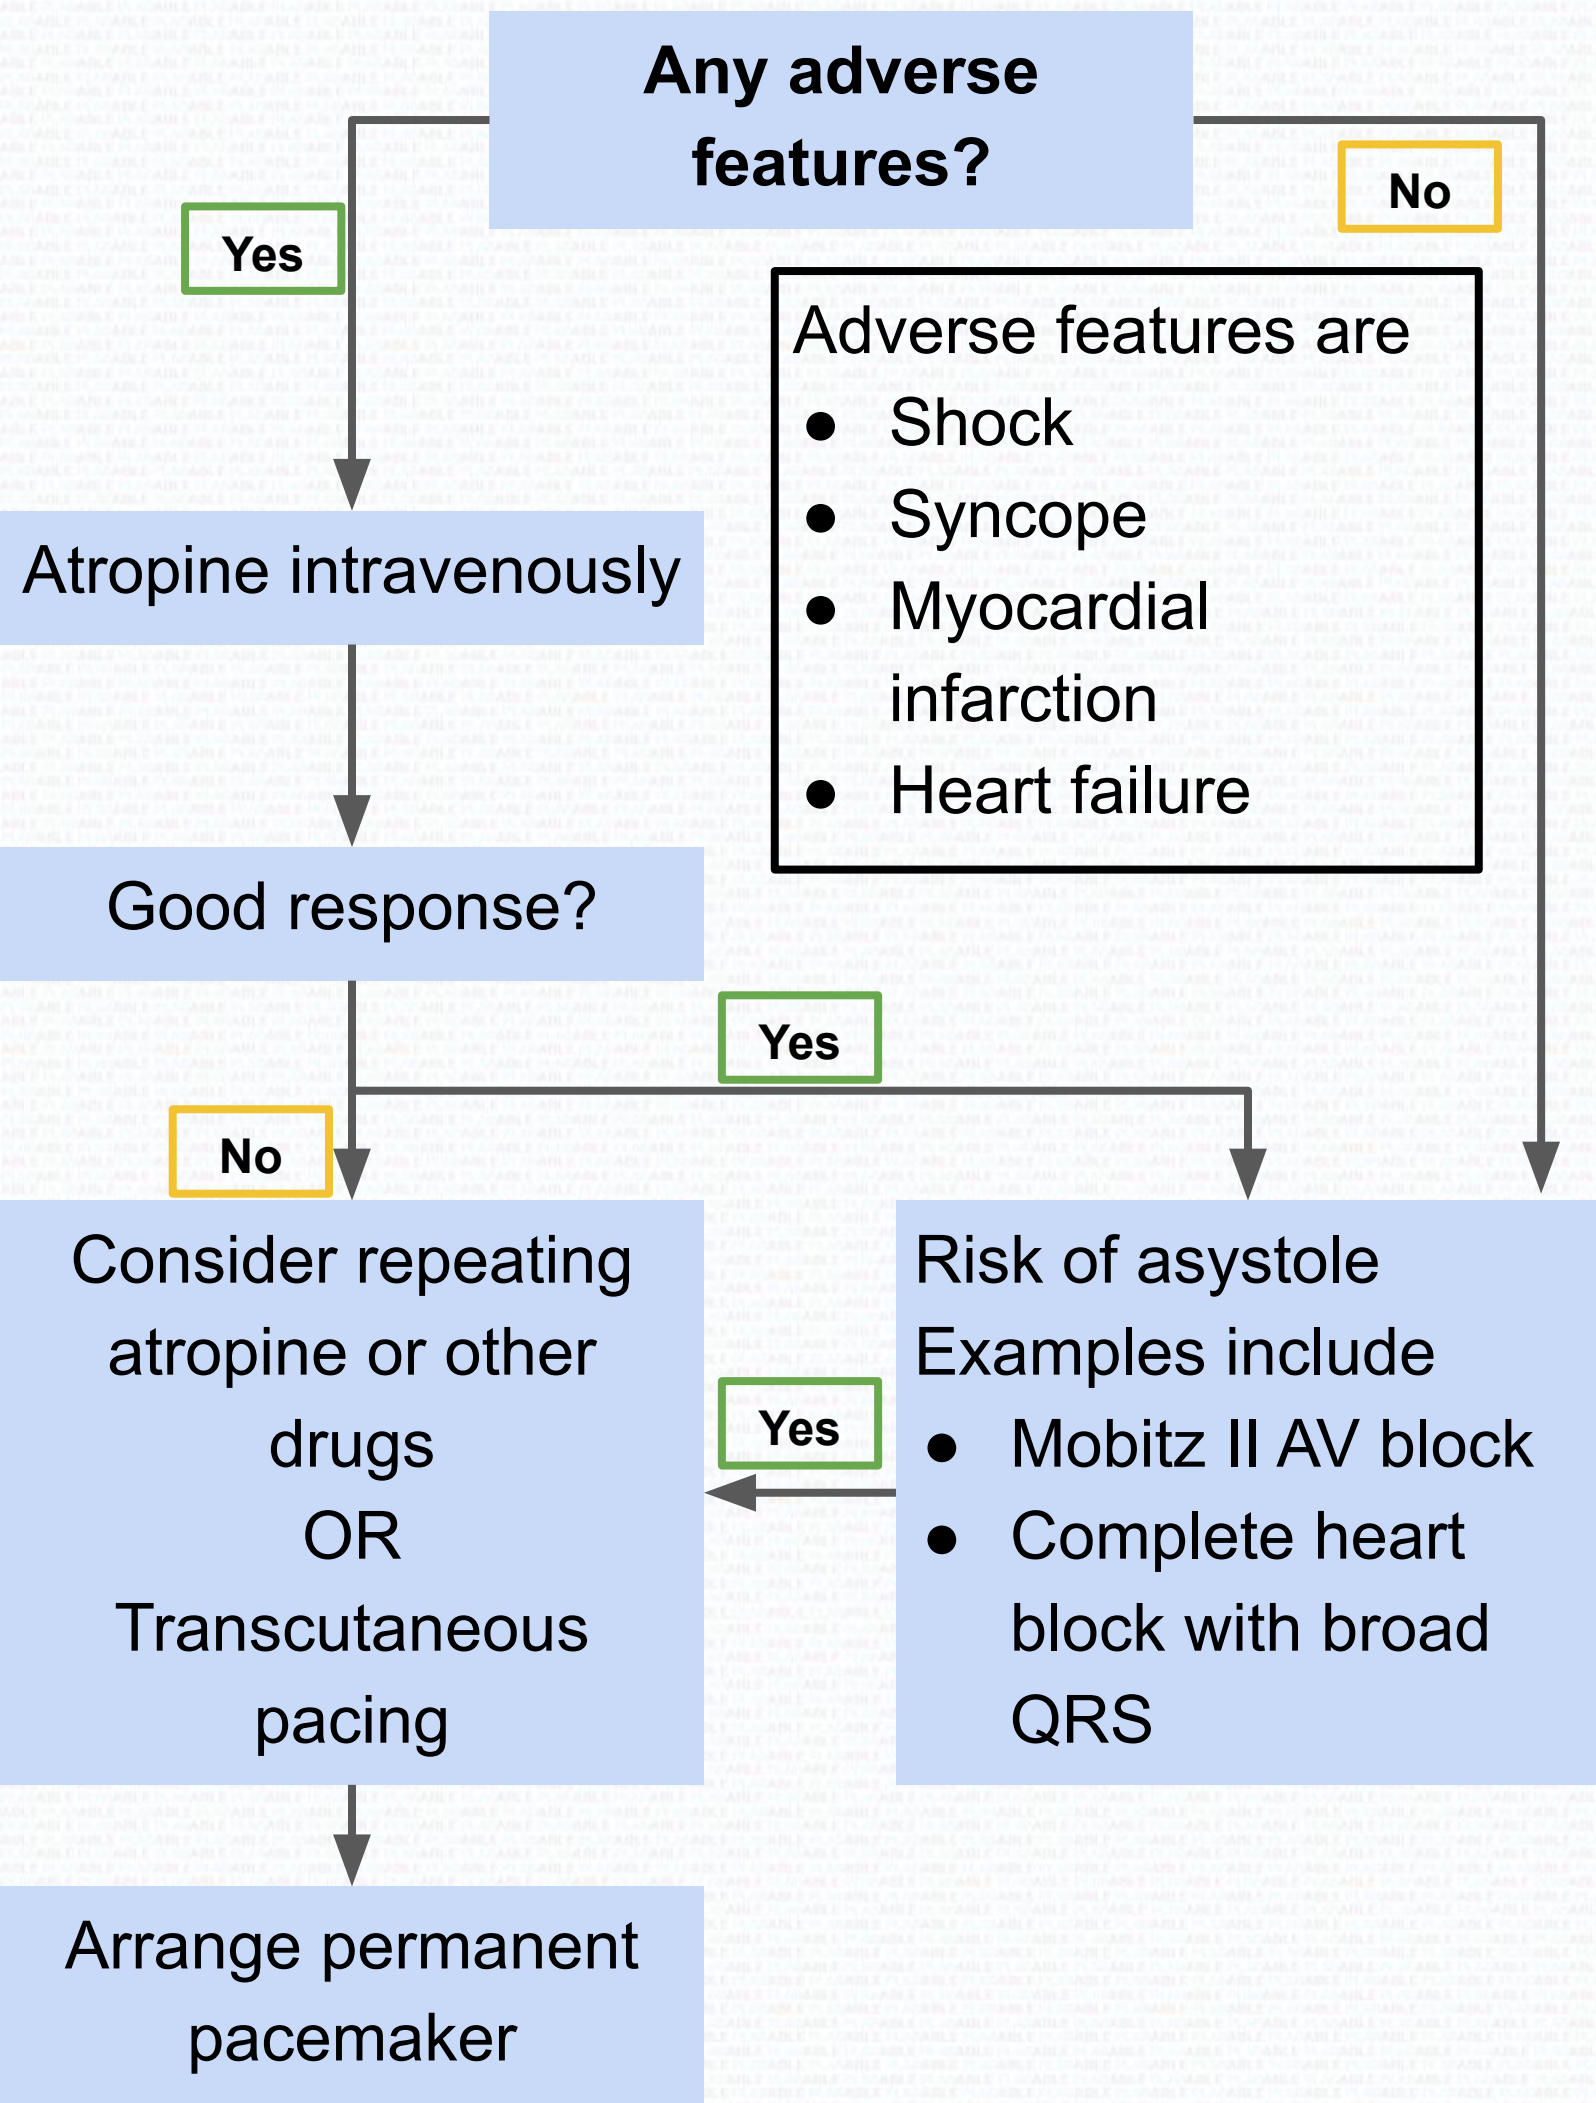 Any adverse
features?
No
Yes
Adverse features are
● Shock
● Syncope
● Myocardial
infarction
● Heart failure
Atropine intravenously
Good response?
Yes
No
Consider repeating
atropine or other
drugs
OR
Transcutaneous
pacing
Yes
Risk of asystole
Examples include
● Mobitz II AV block
● Complete heart
block with broad
QRS
Arrange permanent
pacemaker